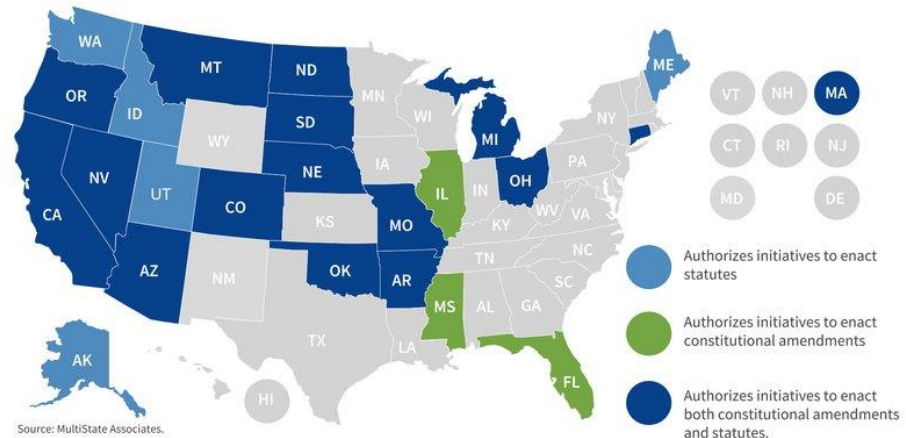 WA
MT
ND
MN
ME
OR
ID
SD
WI
NY
WY
MI
VT
NH
MA
IA
NE
PA
CT
RI
NJ
NV
UT
CO
IL
IN
OH
MD
DE
CA
KS
MO
WV
VA
KY
AZ
NM
OK
AR
TN
NC
SC
MS
AL
GA
TX
LA
AK
HI
FL
Authorizes initiatives to enact
statutes
Authorizes initiatives to enact
constitutional amendments
Authorizes initiatives to enact
both constitutional amendments
and statutes.
Source: MultiState Associates.